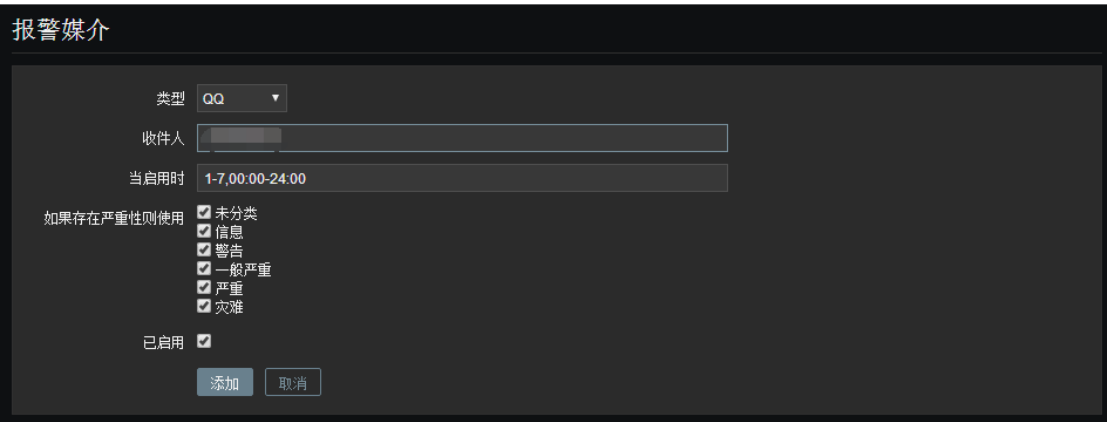 报警媒介
类型 QQ
收件人
当启用时 1-7,00:00-24:00
如果存在严重性则使用 未分类
信息
警告
一般严重
严重
灾难
已启用
添加 取消